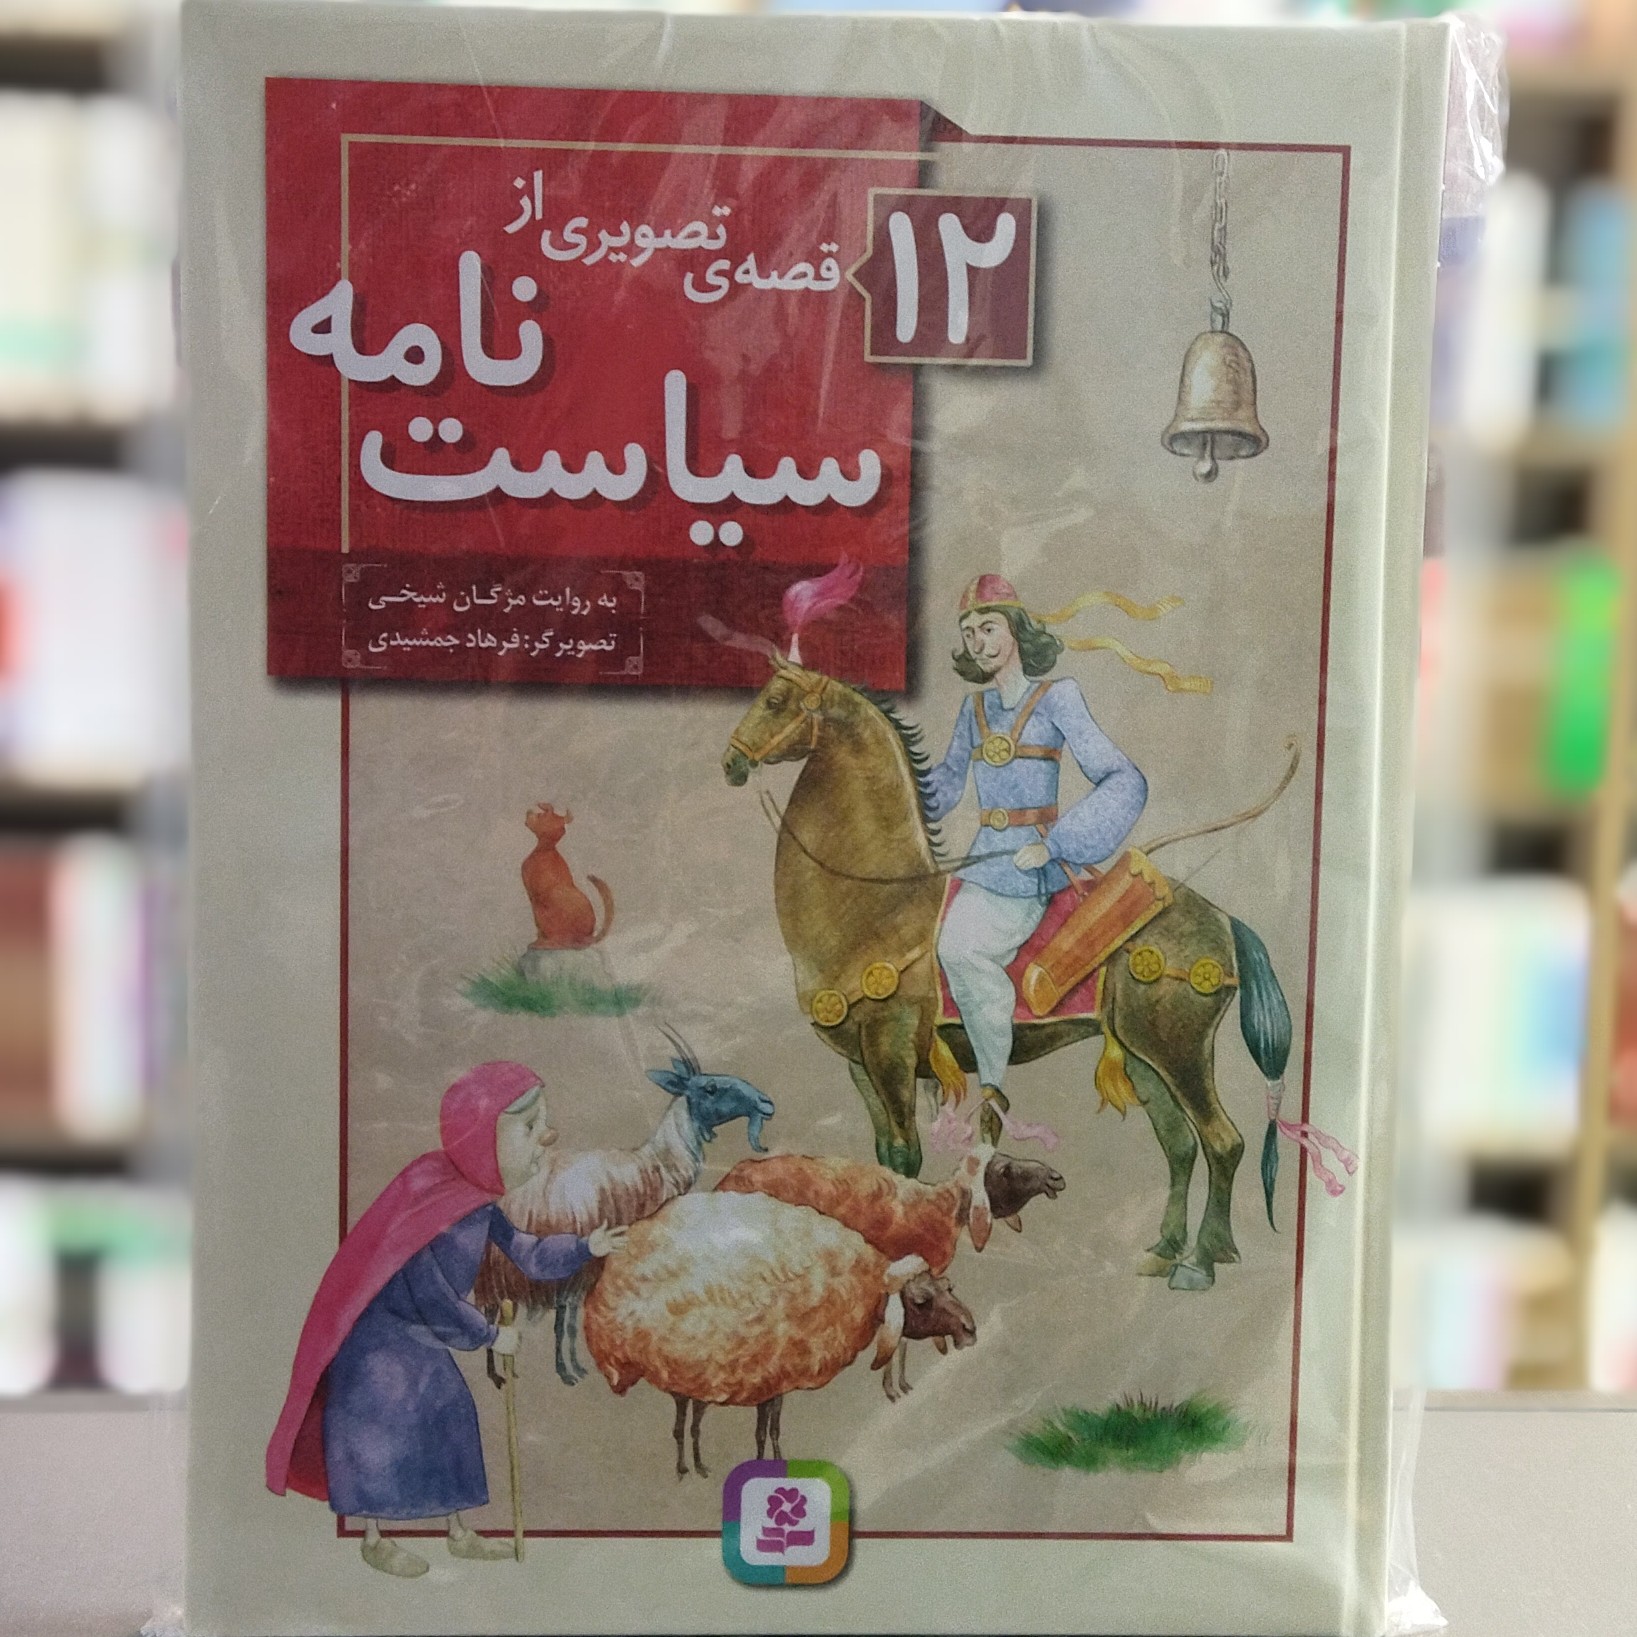 ۱۲
قصه‌ی تصویری از
سیاست نامه
به روایت مژگان شیخی
تصویرگر: فرهاد جمشیدی